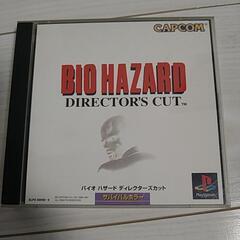 CAPCOM
BIO HAZARD
DIRECTOR'S CUT™
バイオ ハザード ディレクターズカット
サバイバルホラー
PlayStation